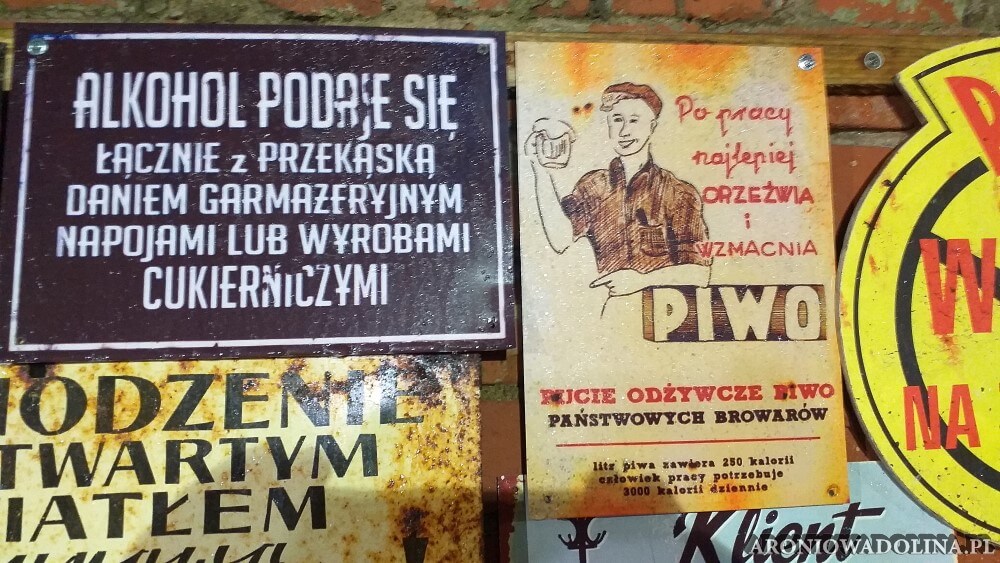 ALKOHOL PODAJE SIĘ
ŁĄCZNIE z PRZEKĄSKĄ
DANIEM GARMAŻERYJNYM
NAPOJAMI LUB WYROBAMI
CUKIERNICZYMI
Po pracy
najlepiej
ORZEŹWIA
i
WZMACNIA
PIWO
PIJCIE ODŻYWCZE PIWO
PAŃSTWOWYCH BROWARÓW
litr piwa zawiera 250 kalorii
człowiek pracy potrzebuje
3000 kalorii dziennie
HODZENIE
TWARTYM
IATŁEM
W
NA
Klient
ARONIOWADOLINA.PL